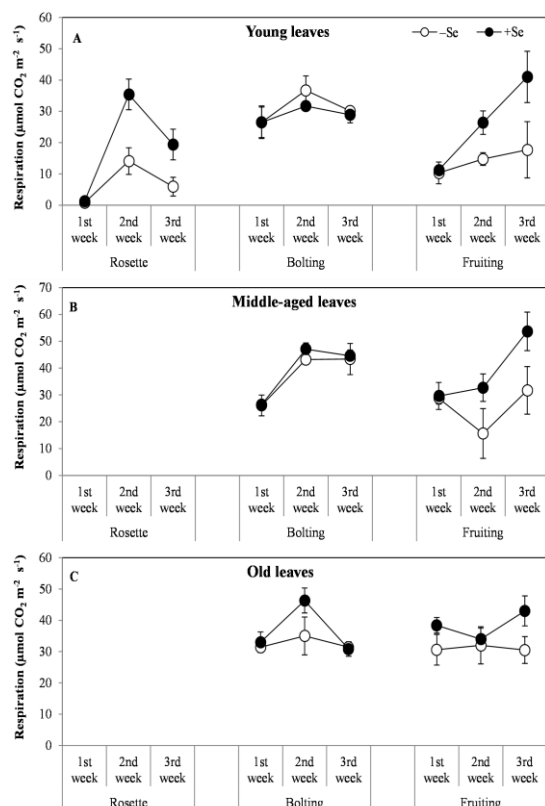 A
Young leaves
–Se
+Se
Respiration (µmol CO₂ m⁻² s⁻¹)
60
50
40
30
20
10
0
1st week 2nd week 3rd week 1st week 2nd week 3rd week 1st week 2nd week 3rd week
Rosette Bolting Fruiting
B
Middle-aged leaves
Respiration (µmol CO₂ m⁻² s⁻¹)
70
60
50
40
30
20
10
0
1st week 2nd week 3rd week 1st week 2nd week 3rd week 1st week 2nd week 3rd week
Rosette Bolting Fruiting
C
Old leaves
Respiration (µmol CO₂ m⁻² s⁻¹)
60
50
40
30
20
10
0
1st week 2nd week 3rd week 1st week 2nd week 3rd week 1st week 2nd week 3rd week
Rosette Bolting Fruiting